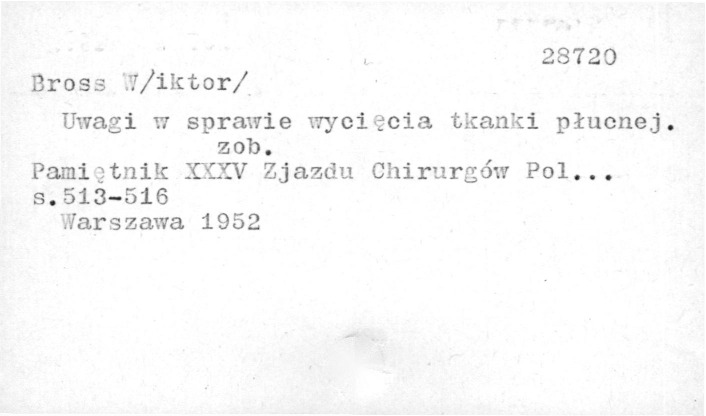 28720
Bross W/iktor/
Uwagi w sprawie wycięcia tkanki płucnej.
zob.
Pamiętnik XXXV Zjazdu Chirurgów Pol...
s.513-516
Warszawa 1952